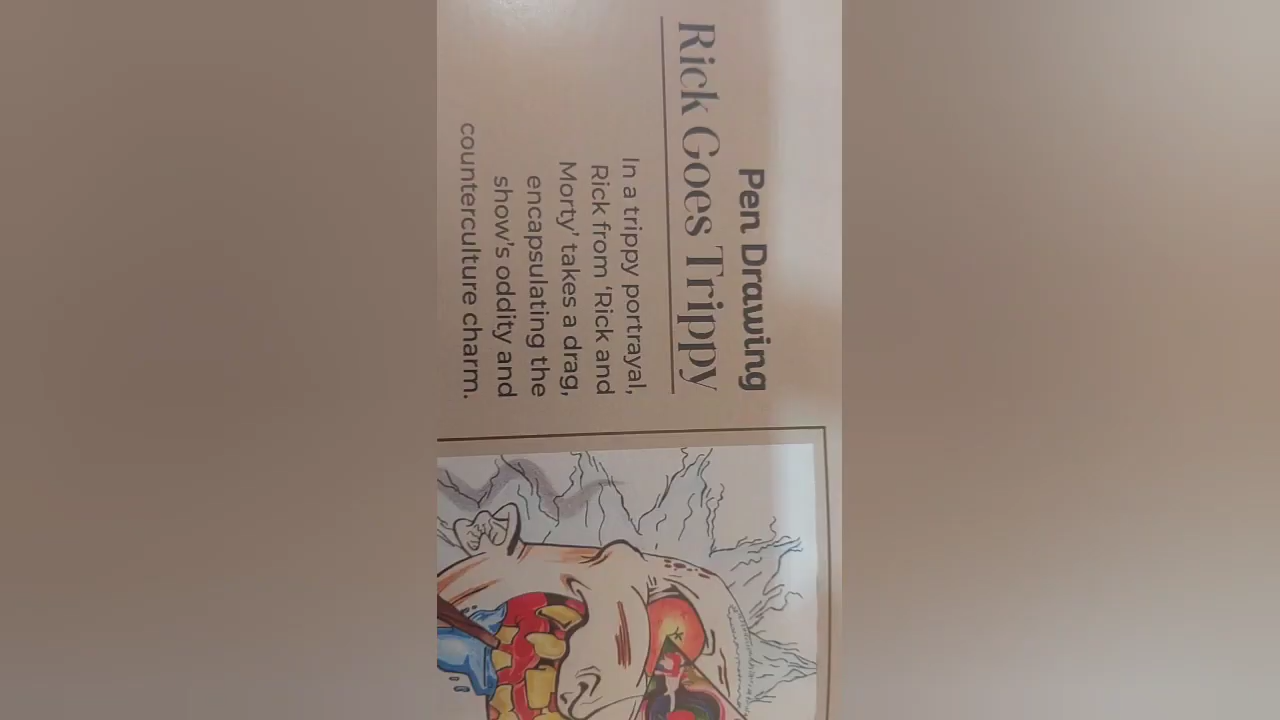 Pen Drawing
Rick Goes Trippy
In a trippy portrayal,
Rick from ‘Rick and
Morty’ takes a drag,
encapsulating the
show’s oddity and
counterculture charm.